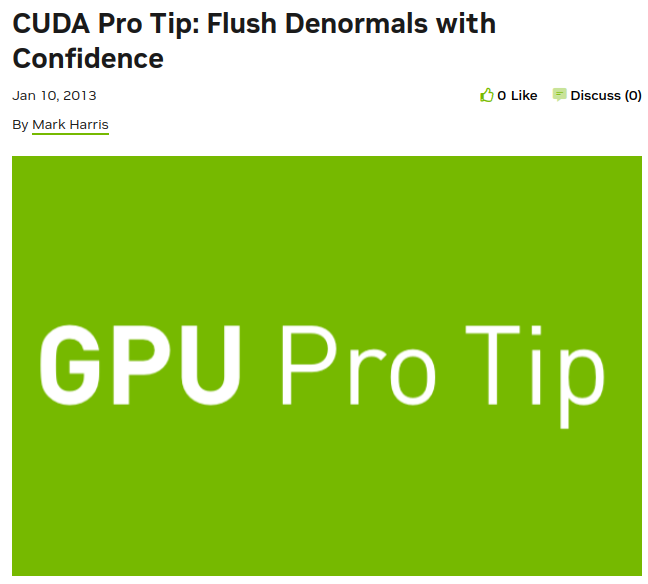 CUDA Pro Tip: Flush Denormals with
Confidence
Jan 10, 2013
0 Like
Discuss (0)
By Mark Harris
GPU Pro Tip